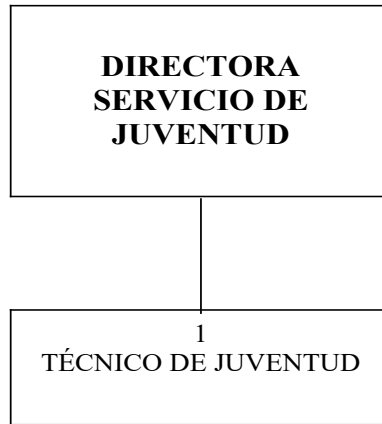 DIRECTORA
SERVICIO DE
JUVENTUD
1
TÉCNICO DE JUVENTUD